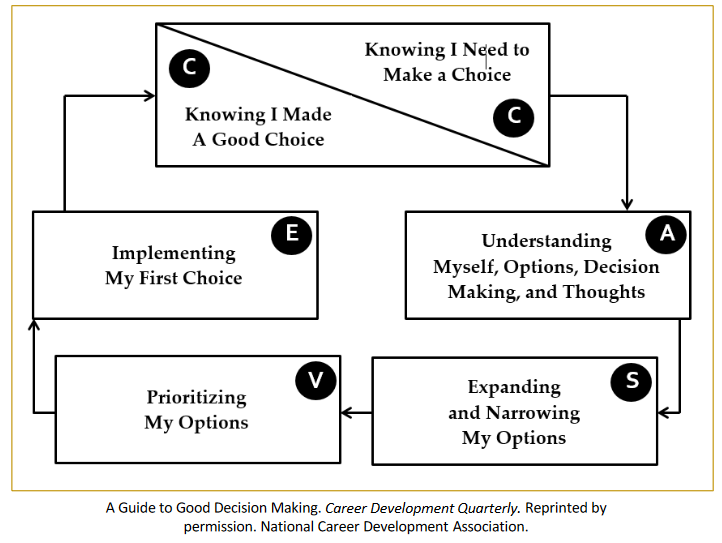 Knowing I Need to
Make a Choice
C
C
Knowing I Made
A Good Choice
A
Understanding
Myself, Options, Decision
Making, and Thoughts
S
Expanding
and Narrowing
My Options
V
Prioritizing
My Options
E
Implementing
My First Choice
A Guide to Good Decision Making. Career Development Quarterly. Reprinted by
permission. National Career Development Association.